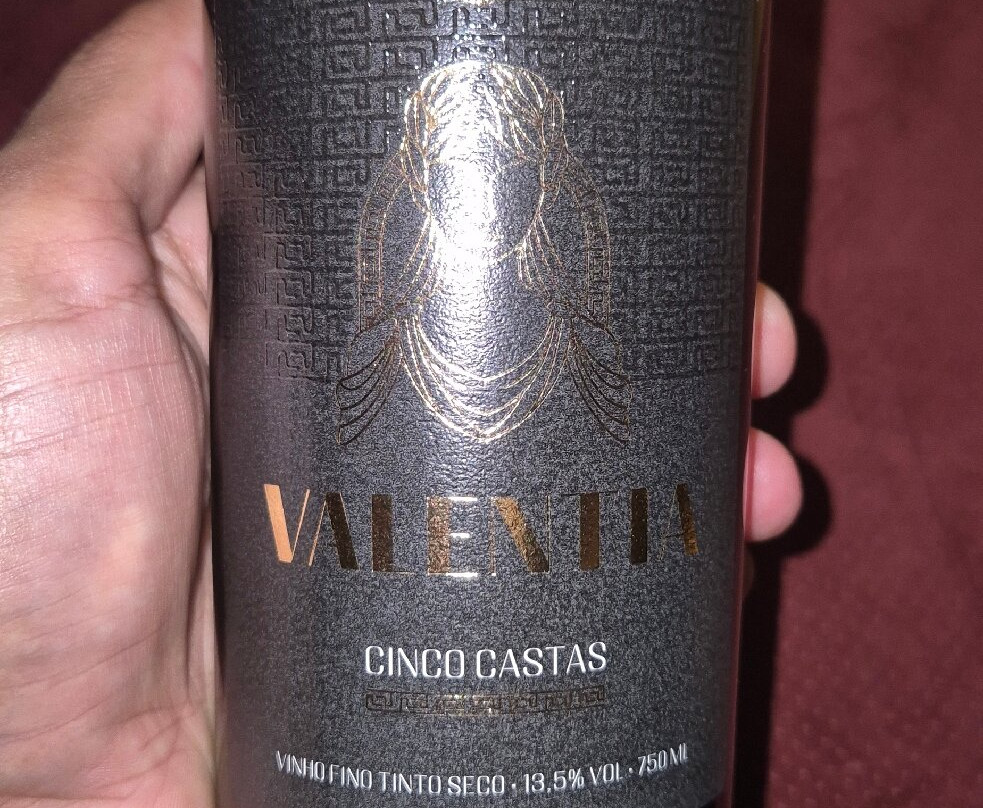 VALENTIA
CINCO CASTAS
VINHO FINO TINTO SECO · 13,5% VOL · 750 ML